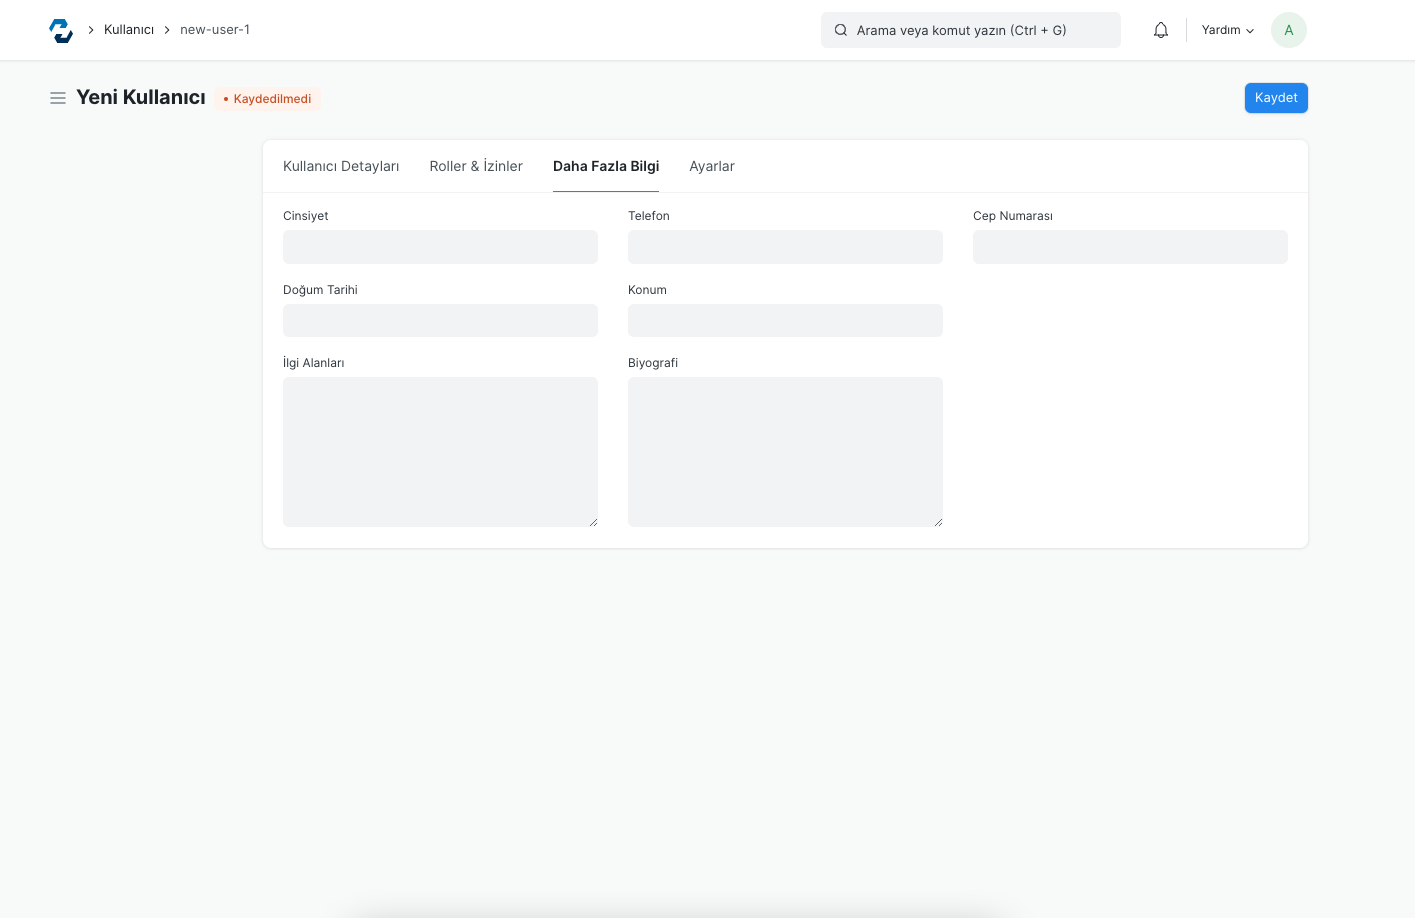 Kullanıcı
new-user-1
Arama veya komut yazın (Ctrl + G)
Yardım
A
Yeni Kullanıcı
Kaydedilmedi
Kaydet
Kullanıcı Detayları
Roller & İzinler
Daha Fazla Bilgi
Ayarlar
Cinsiyet
Telefon
Cep Numarası
Doğum Tarihi
Konum
İlgi Alanları
Biyografi